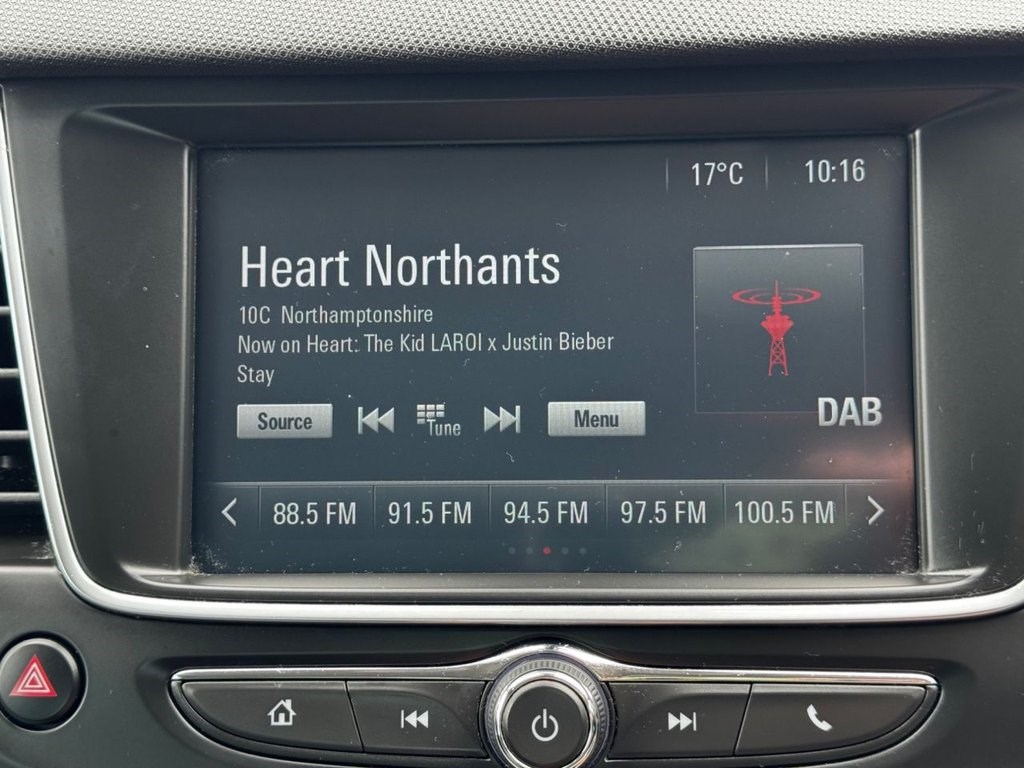 17°C 10:16
Heart Northants
10C Northamptonshire
Now on Heart: The Kid LAROI x Justin Bieber
Stay
Source Tune Menu
DAB
88.5 FM 91.5 FM 94.5 FM 97.5 FM 100.5 FM